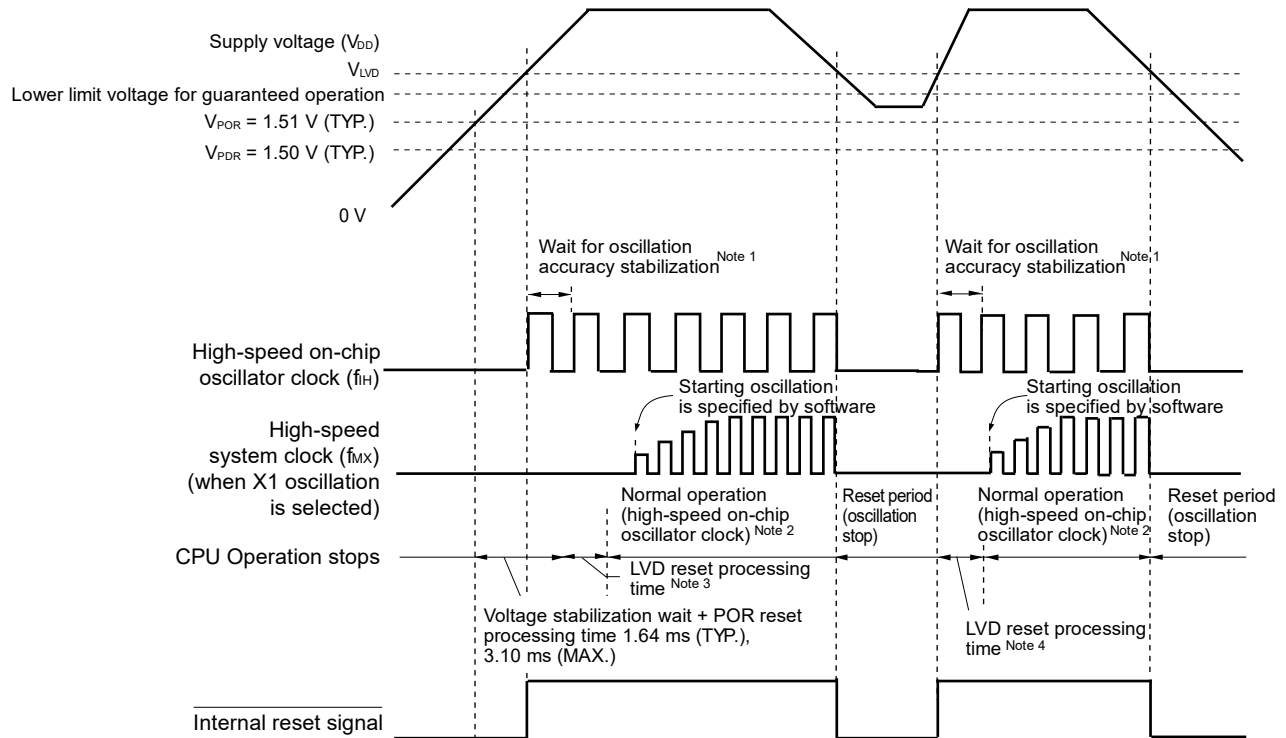 Supply voltage (VDD)
VLVD
Lower limit voltage for guaranteed operation
VPOR = 1.51 V (TYP.)
VPDR = 1.50 V (TYP.)
0 V
Wait for oscillation
accuracy stabilization Note 1
Wait for oscillation
accuracy stabilization Note 1
High-speed on-chip
oscillator clock (fIH)
Starting oscillation
is specified by software
Starting oscillation
is specified by software
High-speed
system clock (fMX)
(when X1 oscillation
is selected)
Normal operation
(high-speed on-chip
oscillator clock) Note 2
Reset period
(oscillation
stop)
Normal operation
(high-speed on-chip
oscillator clock) Note 2
Reset period
(oscillation
stop)
CPU Operation stops
LVD reset processing
time Note 3
Voltage stabilization wait + POR reset
processing time 1.64 ms (TYP.),
3.10 ms (MAX.)
LVD reset processing
time Note 4
Internal reset signal